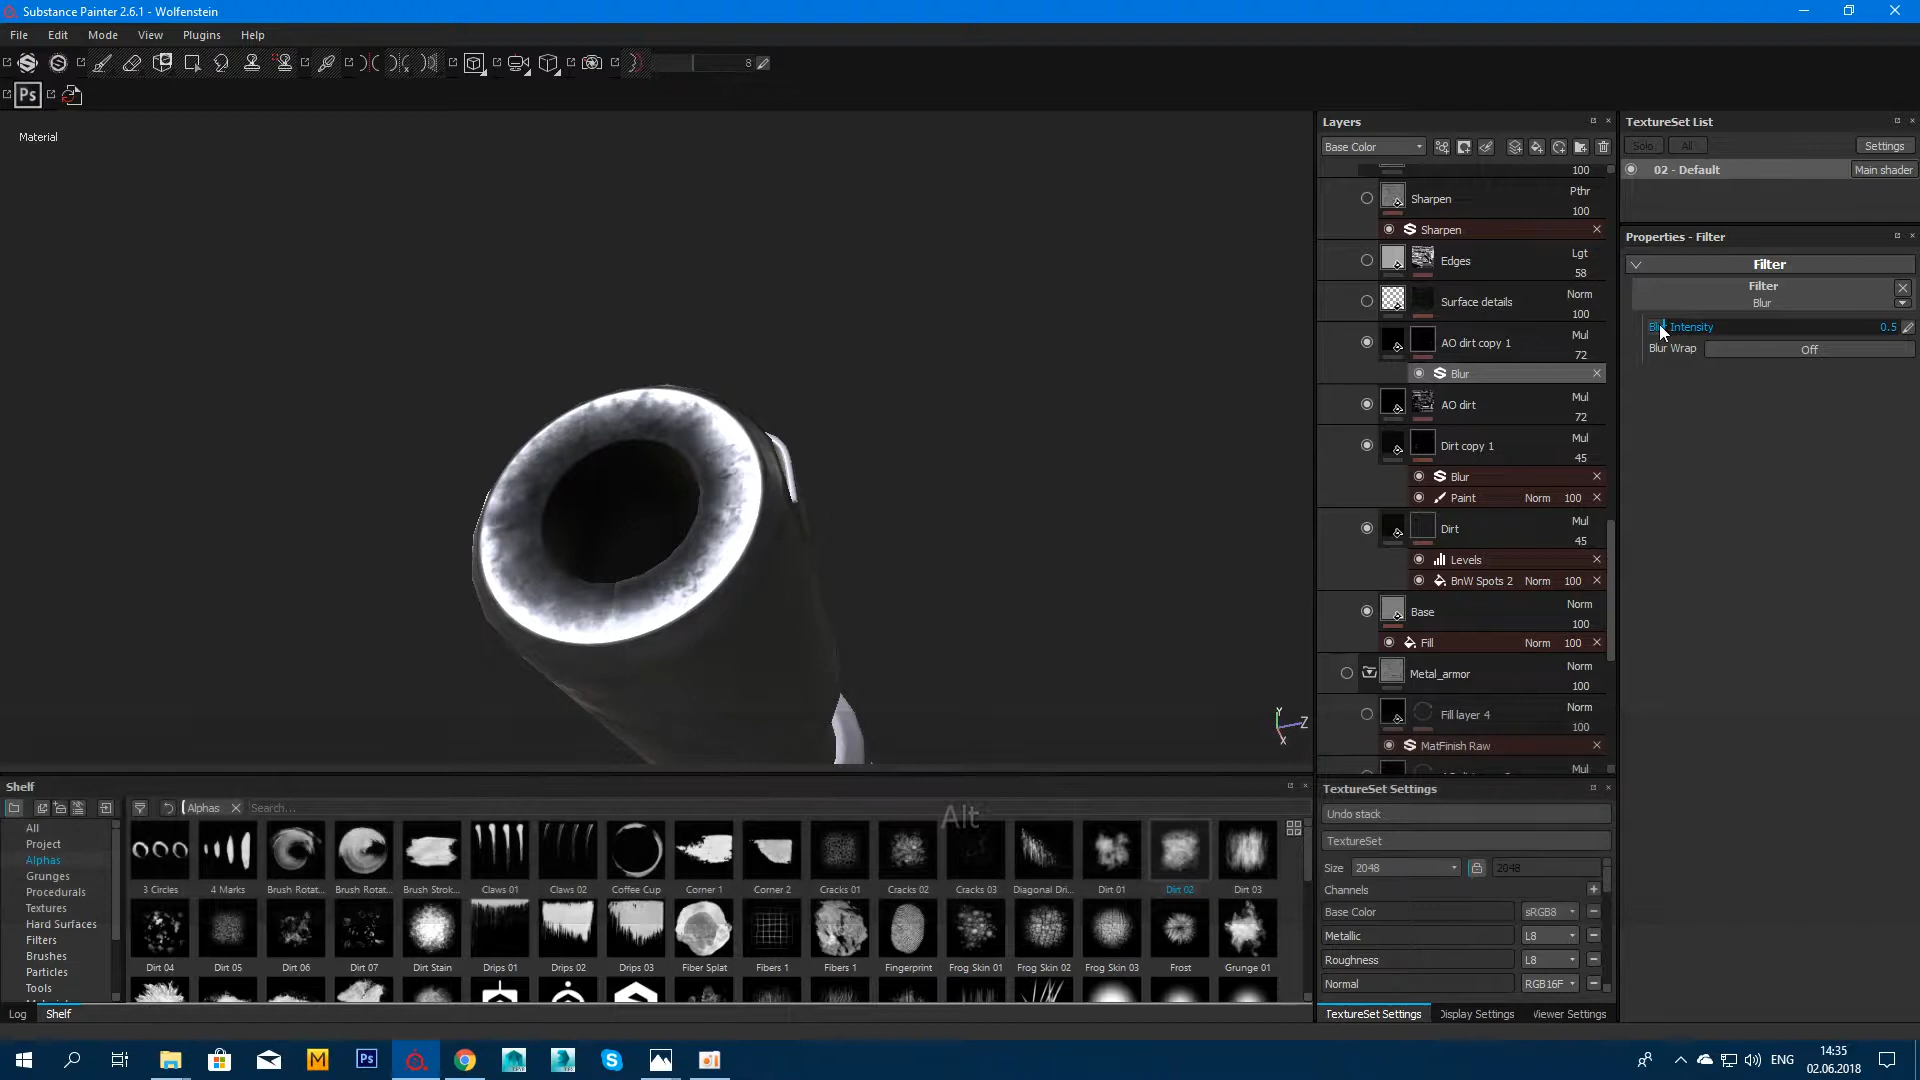 Substance Painter 2.6.1 - Wolfenstein
File Edit Mode View Plugins Help
8
Ps
Material
Layers
Base Color
100
Sharpen Pthr
100
Sharpen
Edges Lgt
58
Surface details Norm
100
AO dirt copy 1 Mul
72
Blur
AO dirt Mul
72
Dirt copy 1 Mul
45
Blur
Paint Norm 100
Dirt Mul
45
Levels
BnW Spots 2 Norm 100
Base Norm
100
Fill Norm 100
Metal_armor Norm
100
Fill layer 4 Norm
100
MatFinish Raw
Mul
TextureSet List
Solo All Settings
02 - Default Main shader
Properties - Filter
Filter
Filter
Blur
Blur Intensity 0.5
Blur Wrap Off
Y
Z
X
Shelf
Alphas Search...
Alt
All
Project
Alphas
Grunges
Procedurals
Textures
Hard Surfaces
Filters
Brushes
Particles
Tools
3 Circles 4 Marks Brush Rotat... Brush Rotat... Brush Strok... Claws 01 Claws 02 Coffee Cup Corner 1 Corner 2 Cracks 01 Cracks 02 Cracks 03 Diagonal Dri... Dirt 01 Dirt 02 Dirt 03
Dirt 04 Dirt 05 Dirt 06 Dirt 07 Dirt Stain Drips 01 Drips 02 Drips 03 Fiber Splat Fibers 1 Fibers 1 Fingerprint Frog Skin 01 Frog Skin 02 Frog Skin 03 Frost Grunge 01
Log Shelf
TextureSet Settings
Undo stack
TextureSet
Size 2048 2048
Channels
Base Color sRGB8
Metallic L8
Roughness L8
Normal RGB16F
TextureSet Settings Display Settings Viewer Settings
M Ps
ENG
14:35
02.06.2018